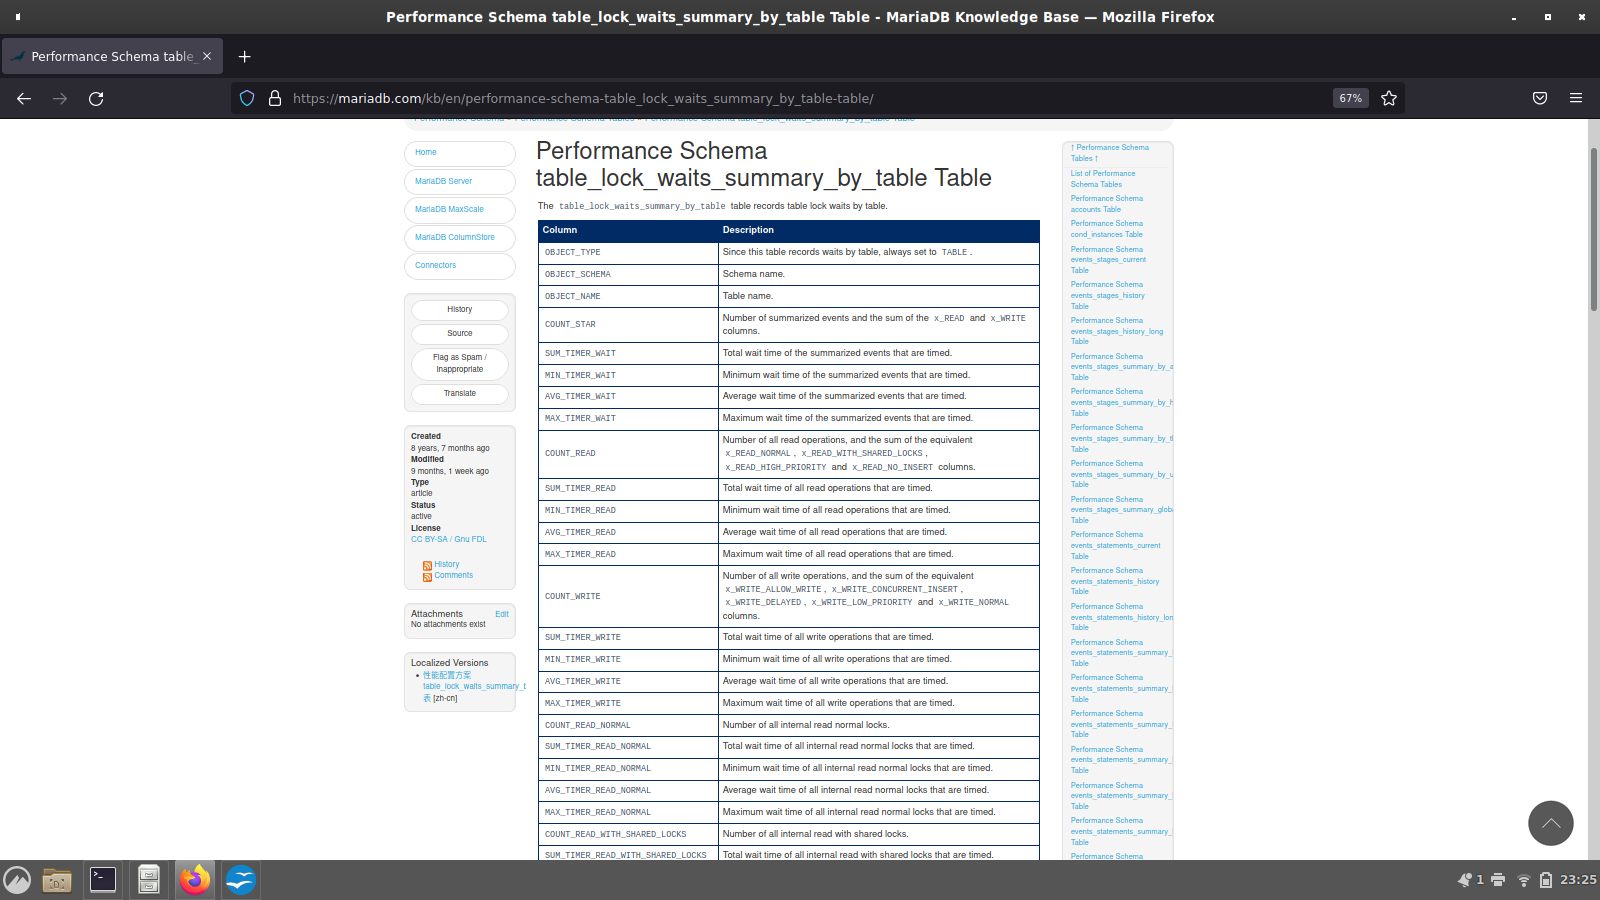 Performance Schema table_lock_waits_summary_by_table Table - MariaDB Knowledge Base — Mozilla Firefox
Performance Schema table_
https://mariadb.com/kb/en/performance-schema-table_lock_waits_summary_by_table-table/
67%
Home
MariaDB Server
MariaDB MaxScale
MariaDB ColumnStore
Connectors
History
Source
Flag as Spam /
Inappropriate
Translate
Created
8 years, 7 months ago
Modified
9 months, 1 week ago
Type
article
Status
active
License
CC BY-SA / Gnu FDL
History
Comments
Attachments
Edit
No attachments exist
Localized Versions
• 性能配置方案
table_lock_waits_summary_t
表 [zh-cn]
Performance Schema
table_lock_waits_summary_by_table Table
The table_lock_waits_summary_by_table table records table lock waits by table.
Column Description
OBJECT_TYPE Since this table records waits by table, always set to TABLE .
OBJECT_SCHEMA Schema name.
OBJECT_NAME Table name.
COUNT_STAR Number of summarized events and the sum of the x_READ and x_WRITE
columns.
SUM_TIMER_WAIT Total wait time of the summarized events that are timed.
MIN_TIMER_WAIT Minimum wait time of the summarized events that are timed.
AVG_TIMER_WAIT Average wait time of the summarized events that are timed.
MAX_TIMER_WAIT Maximum wait time of the summarized events that are timed.
COUNT_READ Number of all read operations, and the sum of the equivalent
x_READ_NORMAL , x_READ_WITH_SHARED_LOCKS ,
x_READ_HIGH_PRIORITY and x_READ_NO_INSERT columns.
SUM_TIMER_READ Total wait time of all read operations that are timed.
MIN_TIMER_READ Minimum wait time of all read operations that are timed.
AVG_TIMER_READ Average wait time of all read operations that are timed.
MAX_TIMER_READ Maximum wait time of all read operations that are timed.
COUNT_WRITE Number of all write operations, and the sum of the equivalent
x_WRITE_ALLOW_WRITE , x_WRITE_CONCURRENT_INSERT ,
x_WRITE_DELAYED , x_WRITE_LOW_PRIORITY and x_WRITE_NORMAL
columns.
SUM_TIMER_WRITE Total wait time of all write operations that are timed.
MIN_TIMER_WRITE Minimum wait time of all write operations that are timed.
AVG_TIMER_WRITE Average wait time of all write operations that are timed.
MAX_TIMER_WRITE Maximum wait time of all write operations that are timed.
COUNT_READ_NORMAL Number of all internal read normal locks.
SUM_TIMER_READ_NORMAL Total wait time of all internal read normal locks that are timed.
MIN_TIMER_READ_NORMAL Minimum wait time of all internal read normal locks that are timed.
AVG_TIMER_READ_NORMAL Average wait time of all internal read normal locks that are timed.
MAX_TIMER_READ_NORMAL Maximum wait time of all internal read normal locks that are timed.
COUNT_READ_WITH_SHARED_LOCKS Number of all internal read with shared locks.
SUM_TIMER_READ_WITH_SHARED_LOCKS Total wait time of all internal read with shared locks that are timed.
↑ Performance Schema
Tables ↑
List of Performance
Schema Tables
Performance Schema
accounts Table
Performance Schema
cond_instances Table
Performance Schema
events_stages_current
Table
Performance Schema
events_stages_history
Table
Performance Schema
events_stages_history_long
Table
Performance Schema
events_stages_summary_by_a
Table
Performance Schema
events_stages_summary_by_h
Table
Performance Schema
events_stages_summary_by_t
Table
Performance Schema
events_stages_summary_by_u
Table
Performance Schema
events_stages_summary_globa
Table
Performance Schema
events_statements_current
Table
Performance Schema
events_statements_history
Table
Performance Schema
events_statements_history_lon
Table
Performance Schema
events_statements_summary_
Table
Performance Schema
events_statements_summary_
Table
Performance Schema
events_statements_summary_
Table
Performance Schema
events_statements_summary_
Table
Performance Schema
events_statements_summary_
Table
Performance Schema
events_statements_summary_
Table
Performance Schema
1
23:25